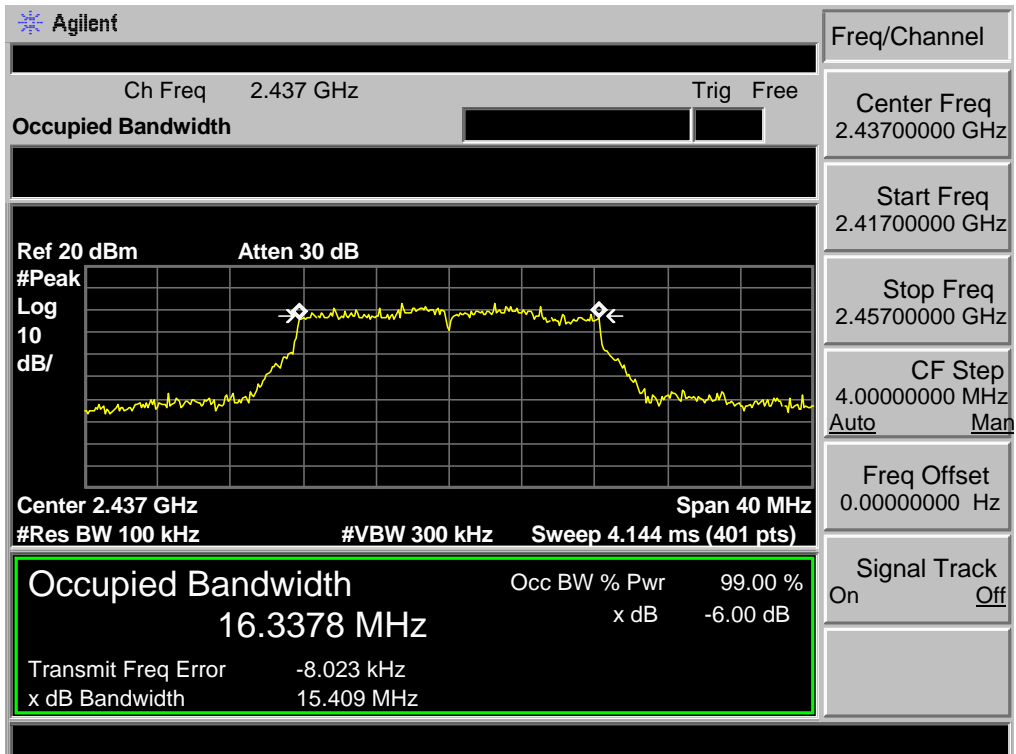 Agilent
Freq/Channel
Ch Freq 2.437 GHz Trig Free
Occupied Bandwidth
Center Freq
2.43700000 GHz
Start Freq
2.41700000 GHz
Stop Freq
2.45700000 GHz
CF Step
4.00000000 MHz
Auto Man
Freq Offset
0.00000000 Hz
Signal Track
On Off
Ref 20 dBm Atten 30 dB
#Peak
Log
10
dB/
Center 2.437 GHz Span 40 MHz
#Res BW 100 kHz #VBW 300 kHz Sweep 4.144 ms (401 pts)
Occupied Bandwidth Occ BW % Pwr 99.00 %
16.3378 MHz x dB -6.00 dB
Transmit Freq Error -8.023 kHz
x dB Bandwidth 15.409 MHz